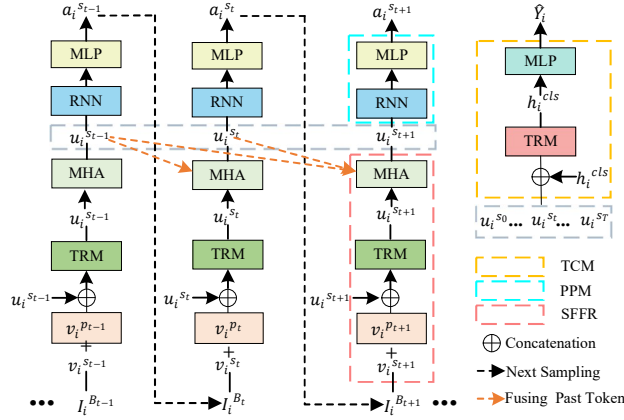 a_i^{s_{t-1}} a_i^{s_t} a_i^{s_{t+1}} Ŷ_i
MLP MLP MLP MLP
h_i^{cls}
RNN RNN RNN
TRM
u_i^{s_{t-1}} u_i^{s_t} u_i^{s_{t+1}}
MHA MHA MHA
h_i^{cls}
u_i^{s_{t-1}} u_i^{s_t} u_i^{s_{t+1}}
u_i^{s_0} ... u_i^{s_t} ... u_i^{s_T}
TRM TRM TRM
TCM
PPM
u_i^{s_{t-1}} u_i^{s_t} u_i^{s_{t+1}}
SFFR
v_i^{p_{t-1}} v_i^{p_t} v_i^{p_{t+1}}
⊕ Concatenation
+ + +
v_i^{s_{t-1}} v_i^{s_t} v_i^{s_{t+1}}
Next Sampling
... I_i^{B_{t-1}} I_i^{B_t} I_i^{B_{t+1}} ...
Fusing Past Token